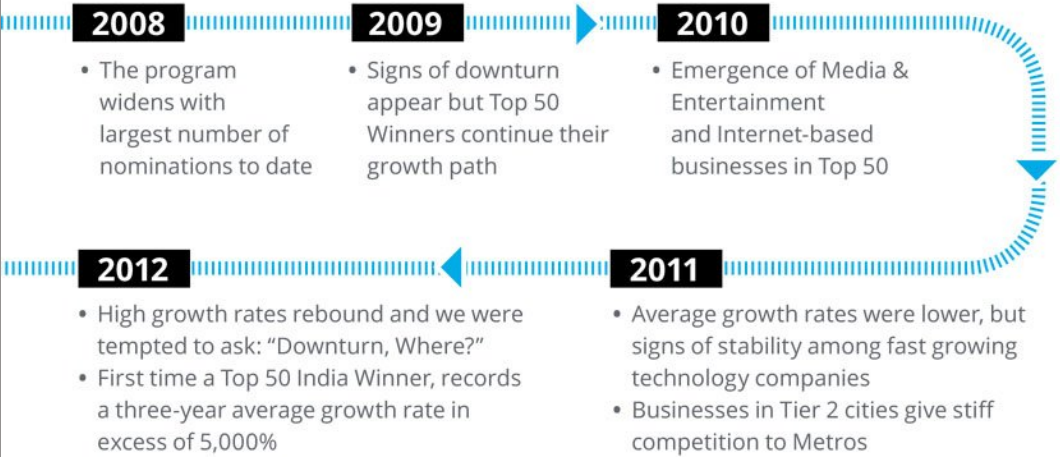 2008
• The program
widens with
largest number of
nominations to date
2009
• Signs of downturn
appear but Top 50
Winners continue their
growth path
2010
• Emergence of Media &
Entertainment
and Internet-based
businesses in Top 50
2011
• Average growth rates were lower, but
signs of stability among fast growing
technology companies
• Businesses in Tier 2 cities give stiff
competition to Metros
2012
• High growth rates rebound and we were
tempted to ask: “Downturn, Where?”
• First time a Top 50 India Winner, records
a three-year average growth rate in
excess of 5,000%